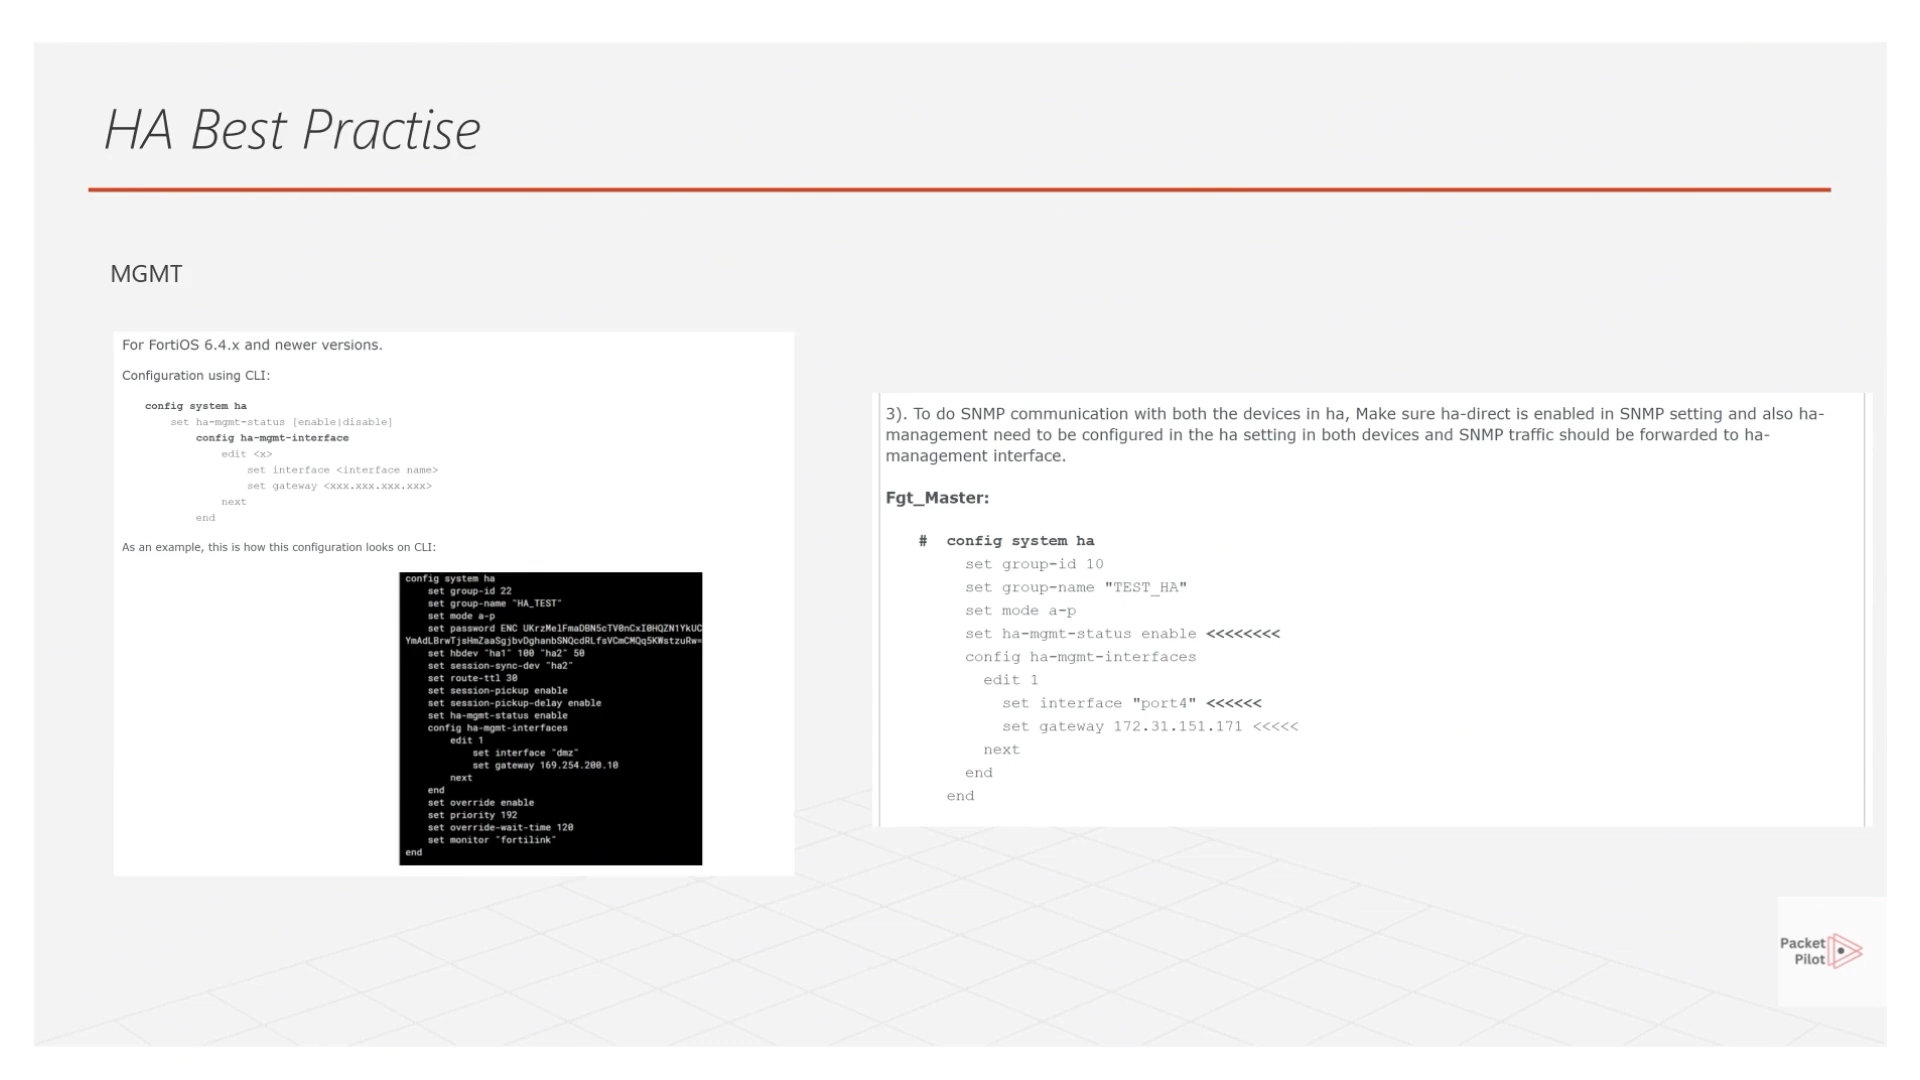 HA Best Practise
MGMT
For FortiOS 6.4.x and newer versions.
Configuration using CLI:
config system ha
set ha-mgmt-status [enable|disable]
config ha-mgmt-interface
edit <x>
set interface <interface name>
set gateway <xxx.xxx.xxx.xxx>
next
end
As an example, this is how this configuration looks on CLI:
config system ha
set group-id 22
set group-name "HA_TEST"
set mode a-p
set password ENC
set hbdev "ha1" 100 "ha2" 50
set session-sync-dev "ha2"
set route-ttl 30
set session-pickup enable
set session-pickup-delay enable
set ha-mgmt-status enable
config ha-mgmt-interfaces
edit 1
set interface "dmz"
set gateway 169.254.200.10
next
end
set override enable
set priority 192
set override-wait-time 120
set monitor "fortilink"
end
3). To do SNMP communication with both the devices in ha, Make sure ha-direct is enabled in SNMP setting and also ha-
management need to be configured in the ha setting in both devices and SNMP traffic should be forwarded to ha-
management interface.
Fgt_Master:
# config system ha
set group-id 10
set group-name "TEST_HA"
set mode a-p
set ha-mgmt-status enable <<<<<<<<
config ha-mgmt-interfaces
edit 1
set interface "port4" <<<<<<
set gateway 172.31.151.171 <<<<<
next
end
end
Packet
Pilot